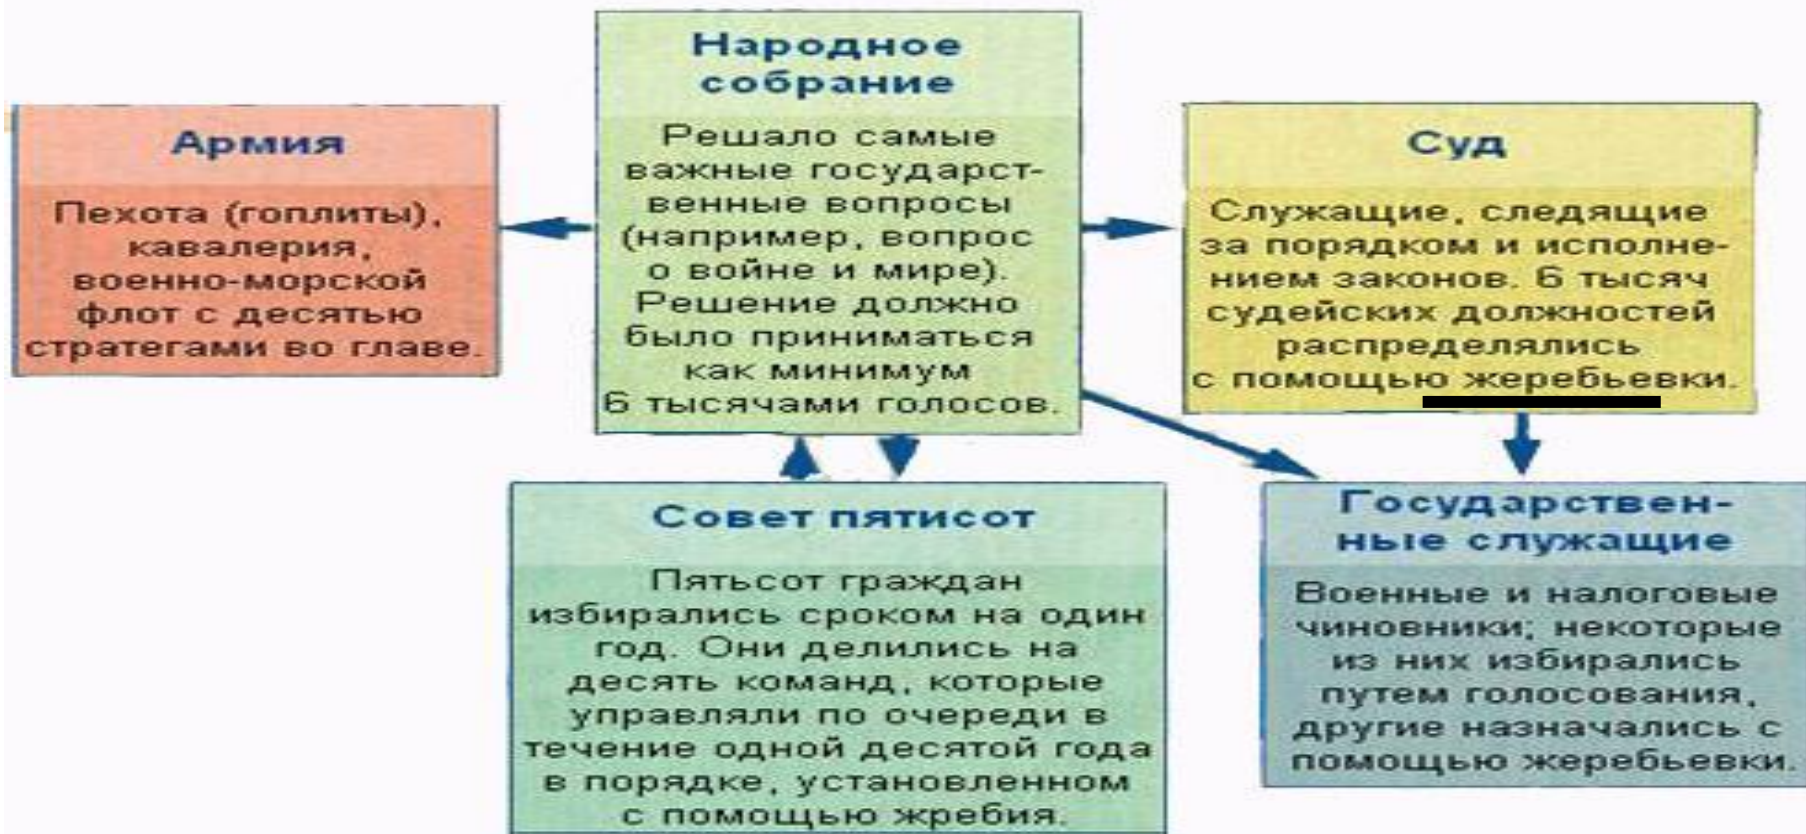 Народное
собрание
Решало самые
важные государст-
венные вопросы
(например, вопрос
о войне и мире).
Решение должно
было приниматься
как минимум
6 тысячами голосов.
Армия
Пехота (гоплиты),
кавалерия,
военно-морской
флот с десятью
стратегами во главе.
Суд
Служащие, следящие
за порядком и исполне-
нием законов. 6 тысяч
судейских должностей
распределялись
с помощью жеребьевки.
Совет пятисот
Пятьсот граждан
избирались сроком на один
год. Они делились на
десять команд, которые
управляли по очереди в
течение одной десятой года
в порядке, установленном
с помощью жребия.
Государствен-
ные служащие
Военные и налоговые
чиновники; некоторые
из них избирались
путем голосования,
другие назначались с
помощью жеребьевки.